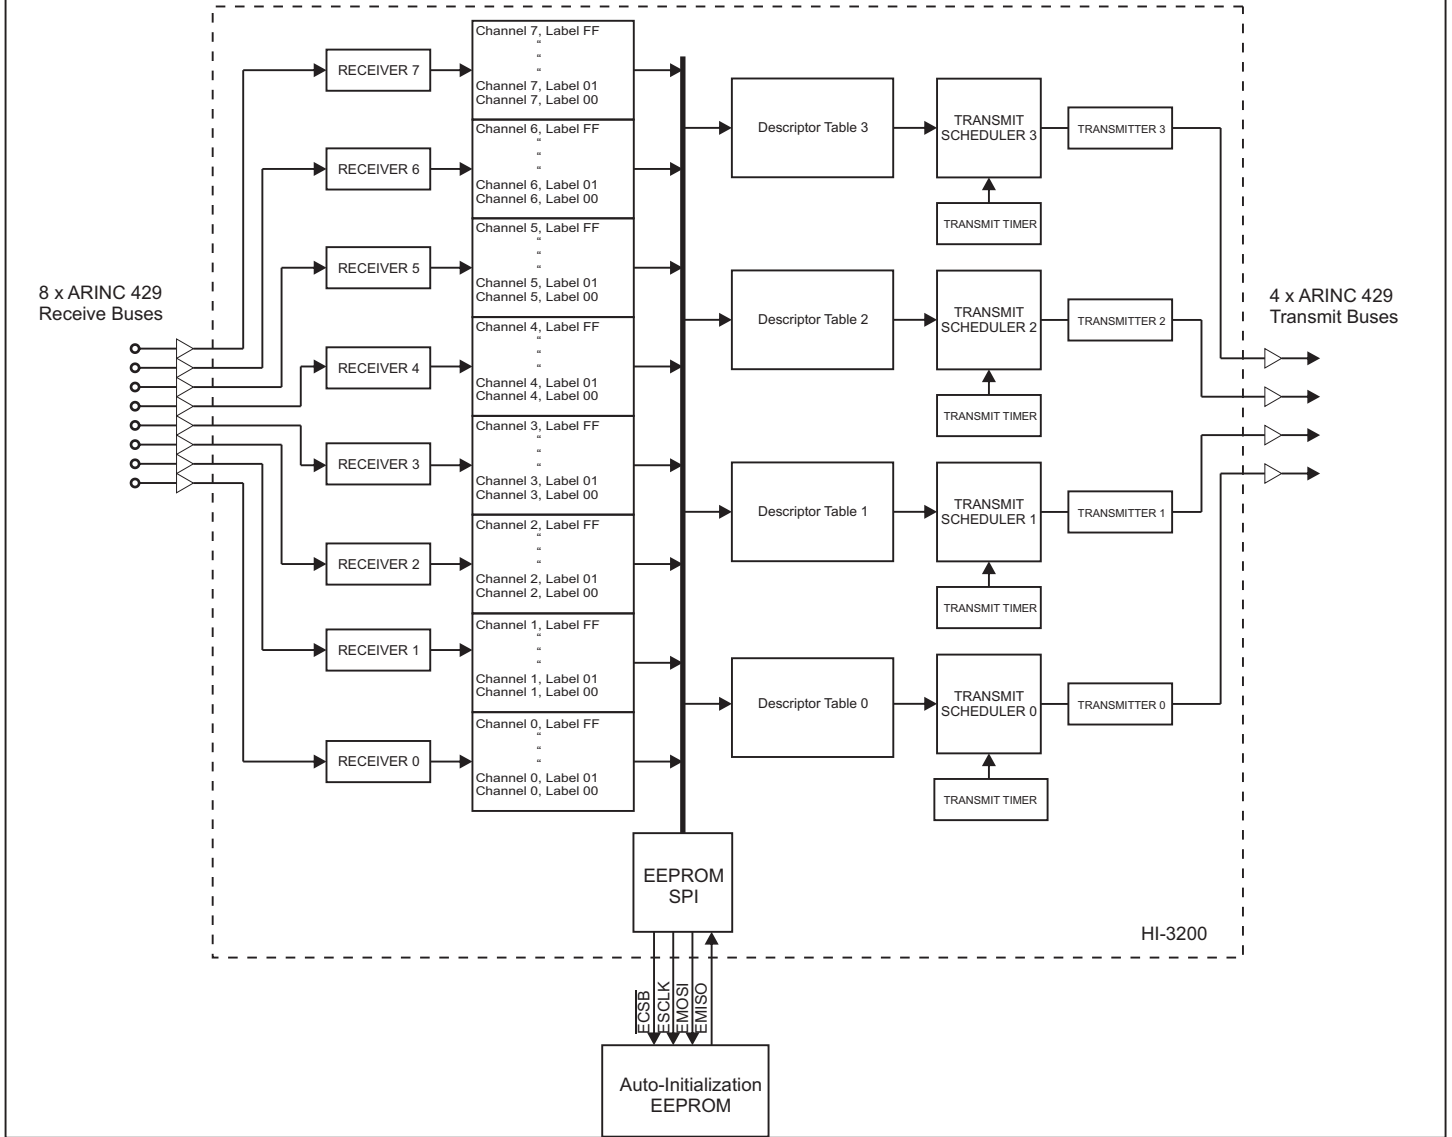 8 x ARINC 429
Receive Buses
RECEIVER 7
RECEIVER 6
RECEIVER 5
RECEIVER 4
RECEIVER 3
RECEIVER 2
RECEIVER 1
RECEIVER 0
Channel 7, Label FF
“
“
“
Channel 7, Label 01
Channel 7, Label 00
Channel 6, Label FF
“
“
“
Channel 6, Label 01
Channel 6, Label 00
Channel 5, Label FF
“
“
“
Channel 5, Label 01
Channel 5, Label 00
Channel 4, Label FF
“
“
“
Channel 4, Label 01
Channel 4, Label 00
Channel 3, Label FF
“
“
“
Channel 3, Label 01
Channel 3, Label 00
Channel 2, Label FF
“
“
“
Channel 2, Label 01
Channel 2, Label 00
Channel 1, Label FF
“
“
“
Channel 1, Label 01
Channel 1, Label 00
Channel 0, Label FF
“
“
“
Channel 0, Label 01
Channel 0, Label 00
Descriptor Table 3
TRANSMIT
SCHEDULER 3
TRANSMITTER 3
TRANSMIT TIMER
Descriptor Table 2
TRANSMIT
SCHEDULER 2
TRANSMITTER 2
TRANSMIT TIMER
Descriptor Table 1
TRANSMIT
SCHEDULER 1
TRANSMITTER 1
TRANSMIT TIMER
Descriptor Table 0
TRANSMIT
SCHEDULER 0
TRANSMITTER 0
TRANSMIT TIMER
4 x ARINC 429
Transmit Buses
EEPROM
SPI
HI-3200
ECSB
ESCLK
EMOSI
EMISO
Auto-Initialization
EEPROM